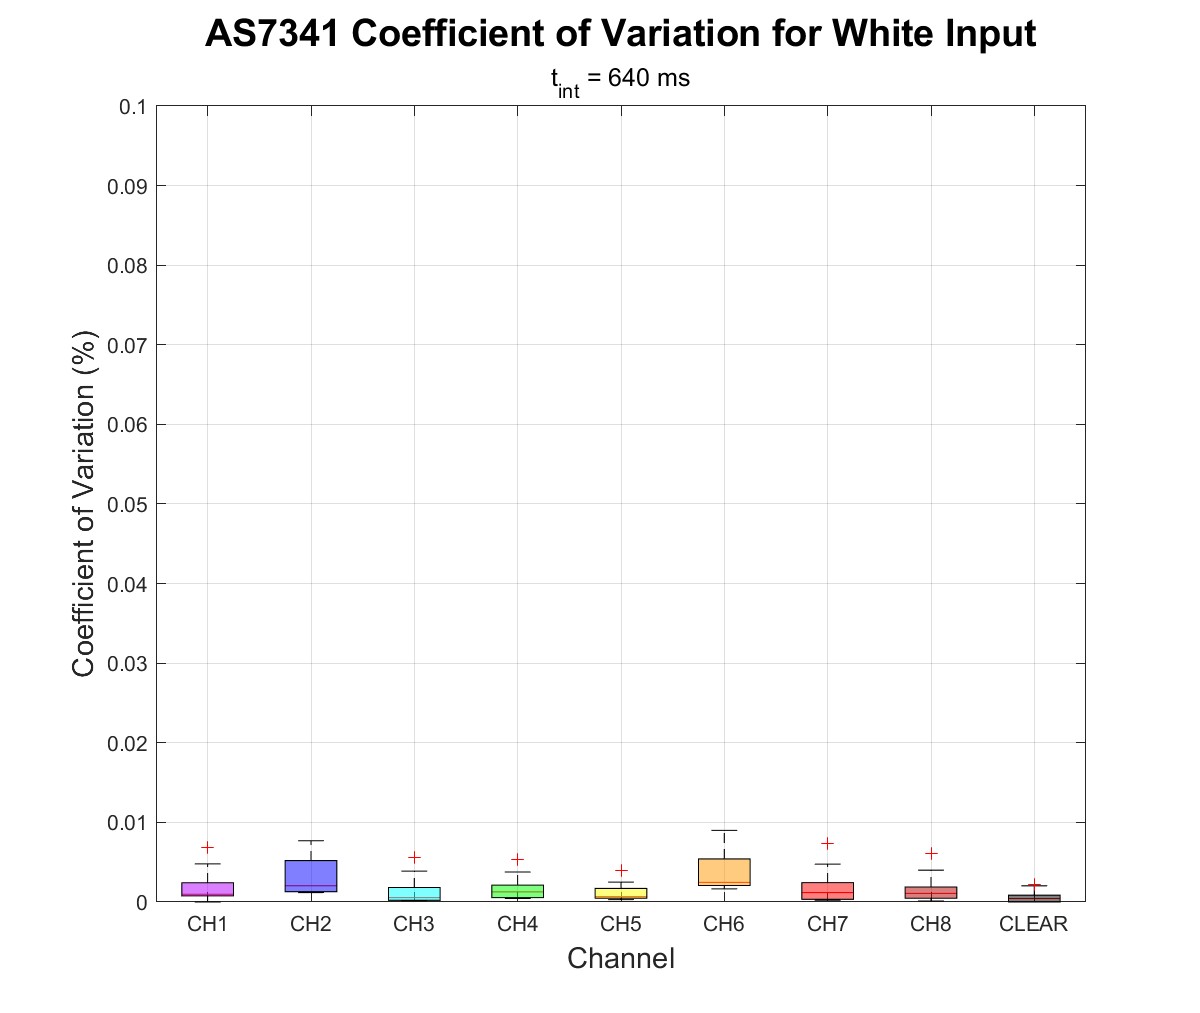 AS7341 Coefficient of Variation for White Input
t_int = 640 ms
0.1
0.09
0.08
0.07
0.06
0.05
0.04
0.03
0.02
0.01
0
Coefficient of Variation (%)
CH1 CH2 CH3 CH4 CH5 CH6 CH7 CH8 CLEAR
Channel